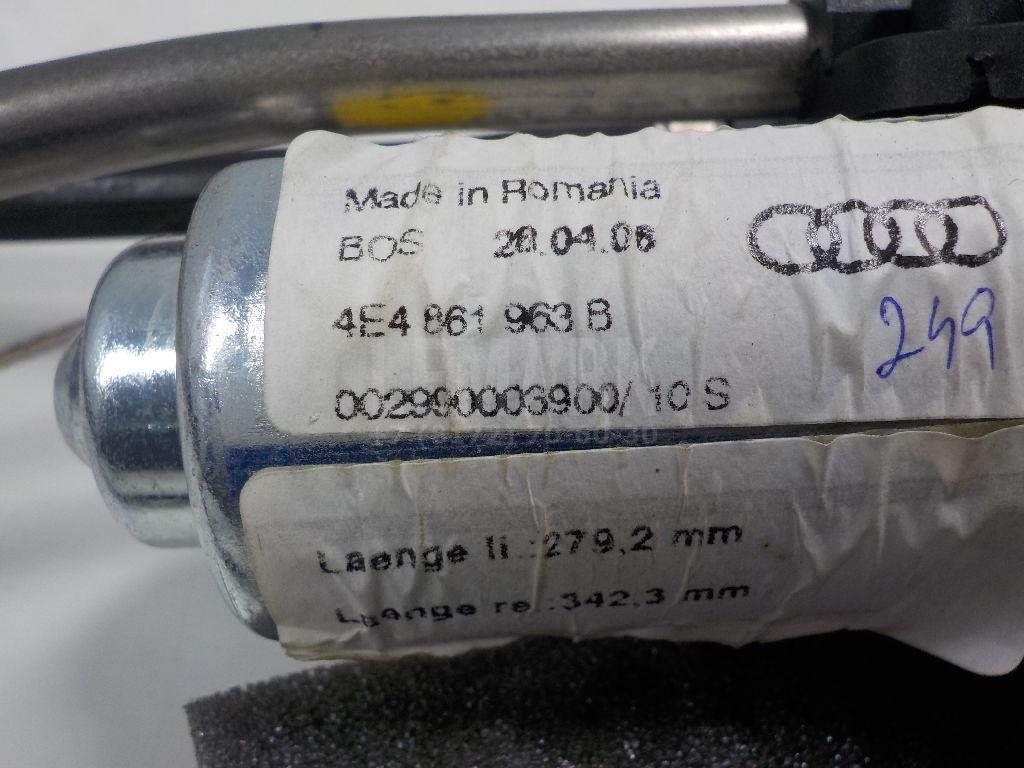 Made in Romania
BOS 20.04.06
4E4 861 963 B
249
002990003900/ 10 S
Laenge li.:279,2 mm
Laenge re.:342,3 mm